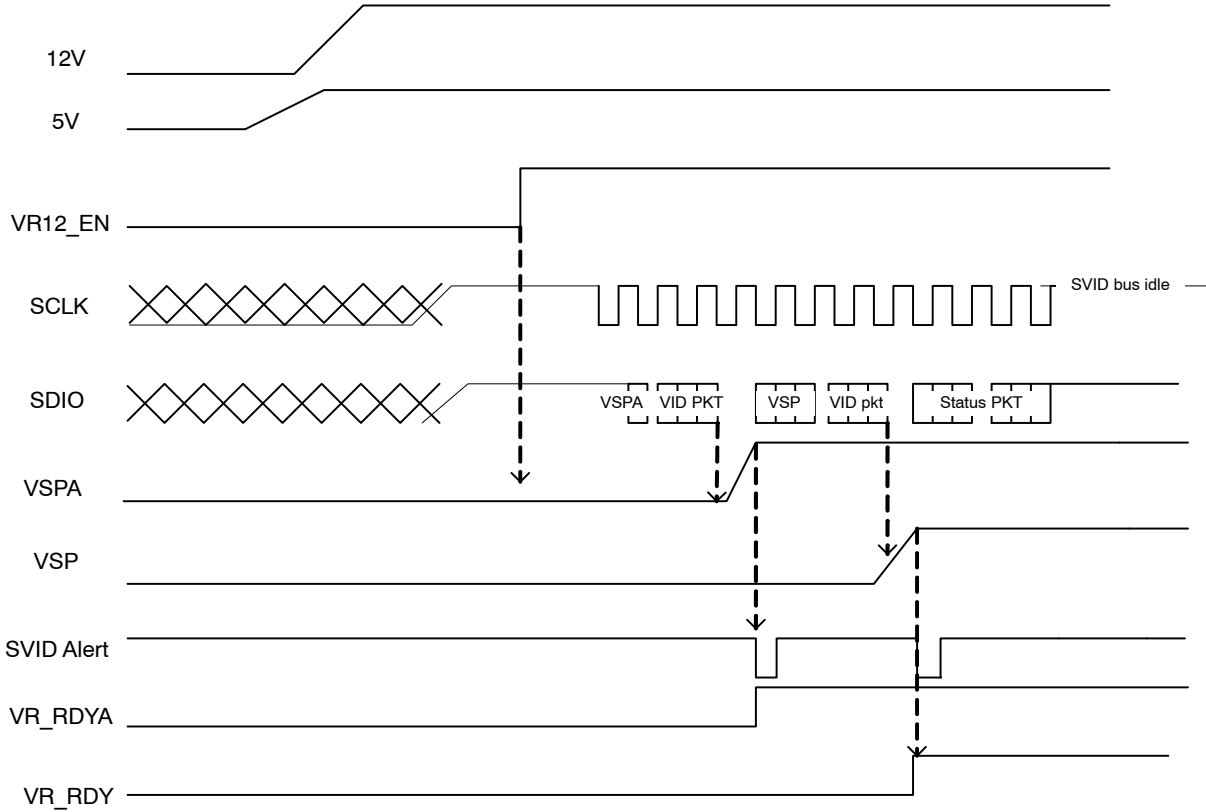 12V
5V
VR12_EN
SCLK
SVID bus idle
SDIO
VSPA VID PKT VSP VID pkt Status PKT
VSPA
VSP
SVID Alert
VR_RDYA
VR_RDY